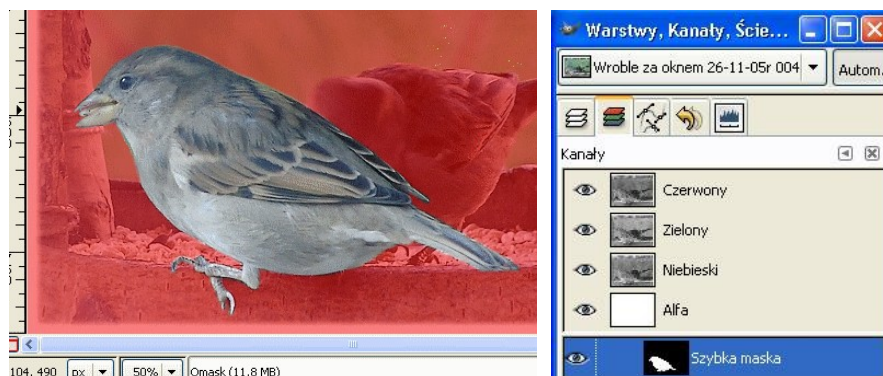 104, 490 px 50% Qmask (11,8 MB)
Warstwy, Kanały, Ście...
Wroble za oknem 26-11-05r 004
Autom.
Kanały
Czerwony
Zielony
Niebieski
Alfa
Szybka maska